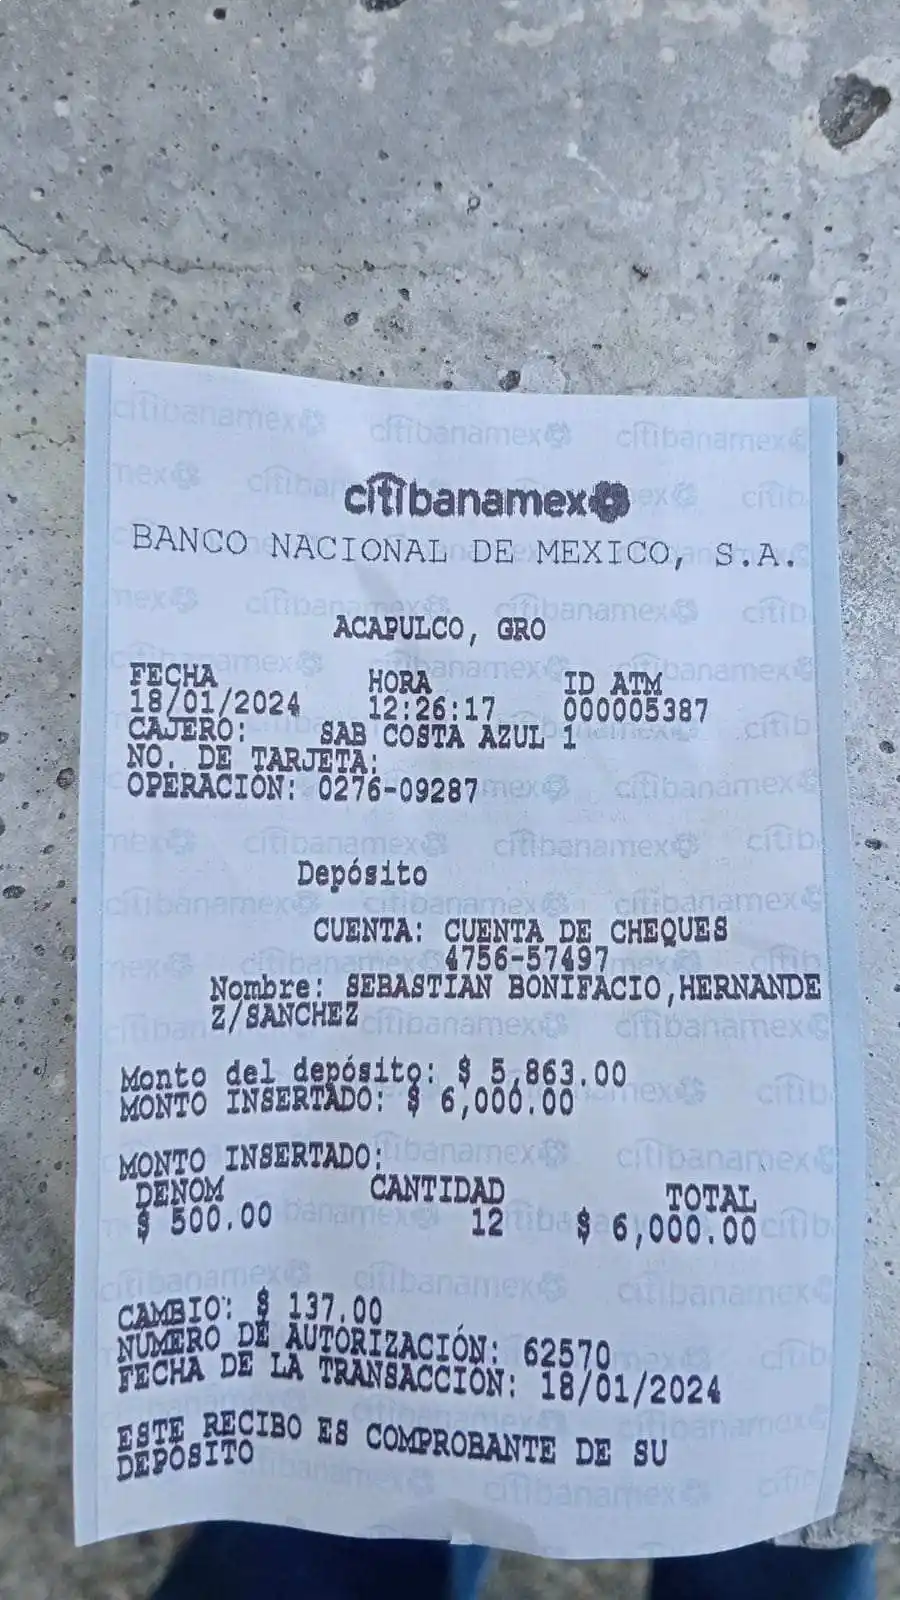 citibanamex
BANCO NACIONAL DE MEXICO, S.A.
ACAPULCO, GRO
FECHA HORA ID ATM
18/01/2024 12:26:17 000005387
CAJERO: SAB COSTA AZUL 1
NO. DE TARJETA:
OPERACION: 0276-09287
Depósito
CUENTA: CUENTA DE CHEQUES
4756-57497
Nombre: SEBASTIAN BONIFACIO,HERNANDE
Z/SANCHEZ
Monto del depósito: $ 5,863.00
MONTO INSERTADO: $ 6,000.00
MONTO INSERTADO:
DENOM CANTIDAD TOTAL
$ 500.00 12 $ 6,000.00
CAMBIO: $ 137.00
NÚMERO DE AUTORIZACIÓN: 62570
FECHA DE LA TRANSACCIÓN: 18/01/2024
ESTE RECIBO ES COMPROBANTE DE SU
DEPÓSITO